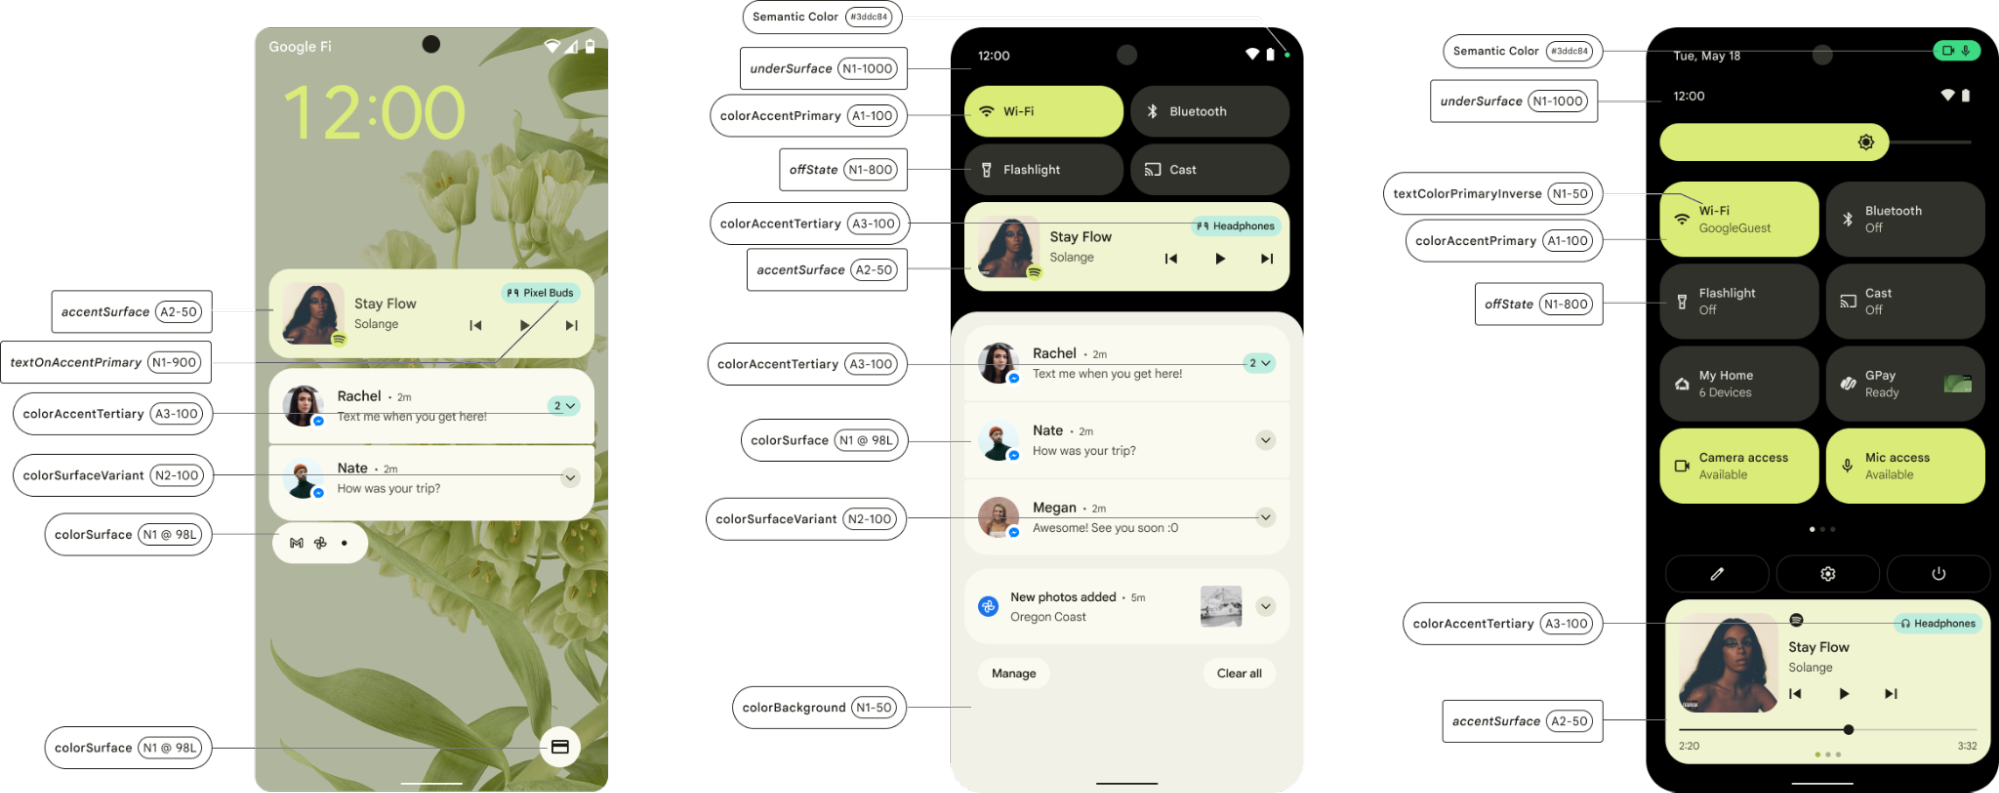 Google Fi
12:00
Stay Flow
Solange
Pixel Buds
Rachel • 2m
Text me when you get here!
2
Nate • 2m
How was your trip?
accentSurface A2-50
textOnAccentPrimary N1-900
colorAccentTertiary A3-100
colorSurfaceVariant N2-100
colorSurface N1 @ 98L
colorSurface N1 @ 98L
Semantic Color #3ddc84
underSurface N1-1000
colorAccentPrimary A1-100
offState N1-800
colorAccentTertiary A3-100
accentSurface A2-50
colorAccentTertiary A3-100
colorSurface N1 @ 98L
colorSurfaceVariant N2-100
colorBackground N1-50
12:00
Wi-Fi
Bluetooth
Flashlight
Cast
Stay Flow
Solange
Headphones
Rachel • 2m
Text me when you get here!
2
Nate • 2m
How was your trip?
Megan • 2m
Awesome! See you soon :O
New photos added • 5m
Oregon Coast
Manage
Clear all
Semantic Color #3ddc84
underSurface N1-1000
textColorPrimaryInverse N1-50
colorAccentPrimary A1-100
offState N1-800
colorAccentTertiary A3-100
accentSurface A2-50
Tue, May 18
12:00
Wi-Fi
GoogleGuest
Bluetooth
Off
Flashlight
Off
Cast
Off
My Home
6 Devices
GPay
Ready
Camera access
Available
Mic access
Available
Headphones
Stay Flow
Solange
2:20
3:32